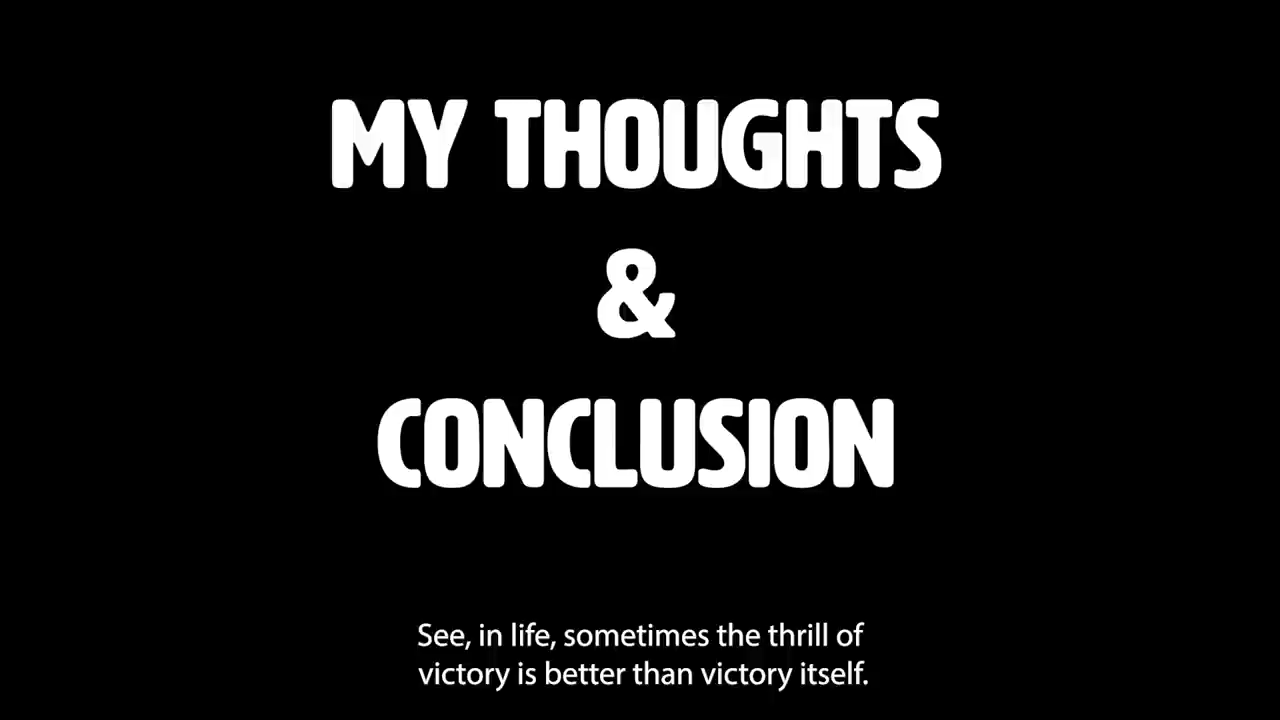 MY THOUGHTS
&
CONCLUSION
See, in life, sometimes the thrill of
victory is better than victory itself.